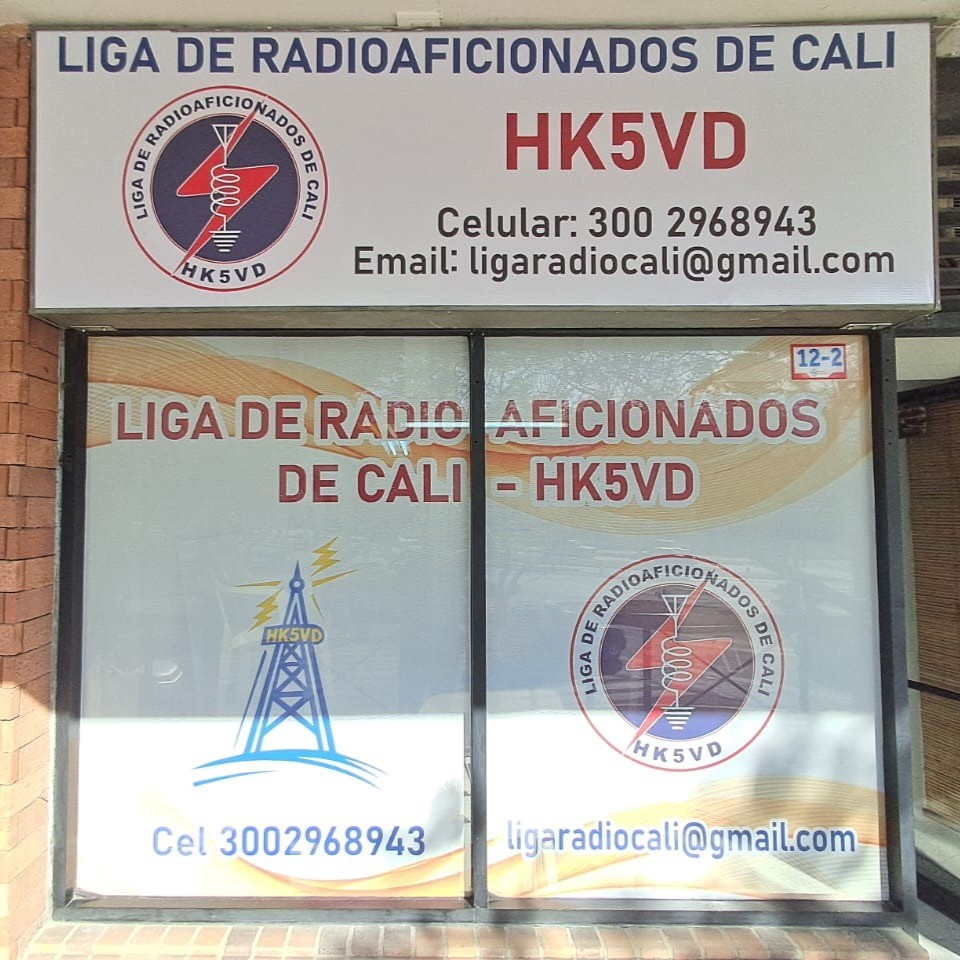 LIGA DE RADIOAFICIONADOS DE CALI
LIGA DE RADIOAFICIONADOS DE CALI
HK5VD
HK5VD
Celular: 300 2968943
Email: ligaradiocali@gmail.com
12-2
LIGA DE RADIO AFICIONADOS
DE CALI - HK5VD
HK5VD
LIGA DE RADIOAFICIONADOS DE CALI
HK5VD
Cel 3002968943
ligaradiocali@gmail.com